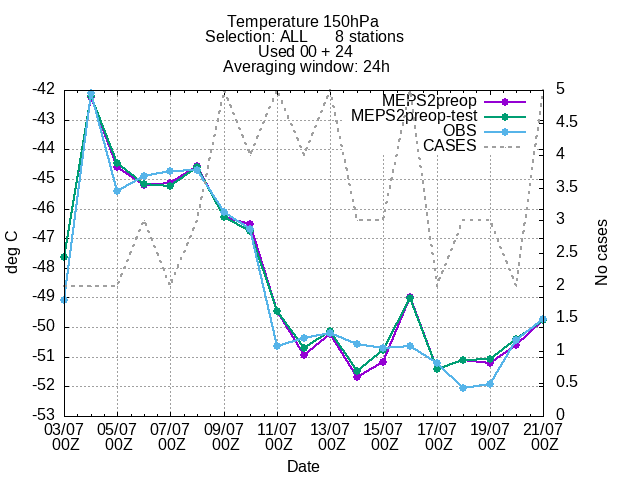 Temperature 150hPa
Selection: ALL 8 stations
Used 00 + 24
Averaging window: 24h
MEPS2preop
MEPS2preop-test
OBS
CASES
deg C
-42
-43
-44
-45
-46
-47
-48
-49
-50
-51
-52
-53
5
4.5
4
3.5
3
2.5
2
1.5
1
0.5
0
No cases
03/07 05/07 07/07 09/07 11/07 13/07 15/07 17/07 19/07 21/07
00Z 00Z 00Z 00Z 00Z 00Z 00Z 00Z 00Z 00Z
Date